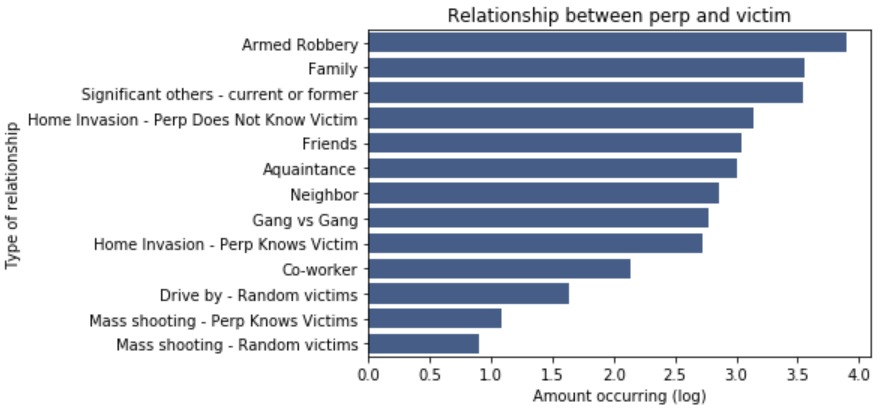 Relationship between perp and victim
Armed Robbery
Family
Significant others - current or former
Home Invasion - Perp Does Not Know Victim
Friends
Aquaintance
Neighbor
Gang vs Gang
Home Invasion - Perp Knows Victim
Co-worker
Drive by - Random victims
Mass shooting - Perp Knows Victims
Mass shooting - Random victims
Type of relationship
0.0 0.5 1.0 1.5 2.0 2.5 3.0 3.5 4.0
Amount occurring (log)